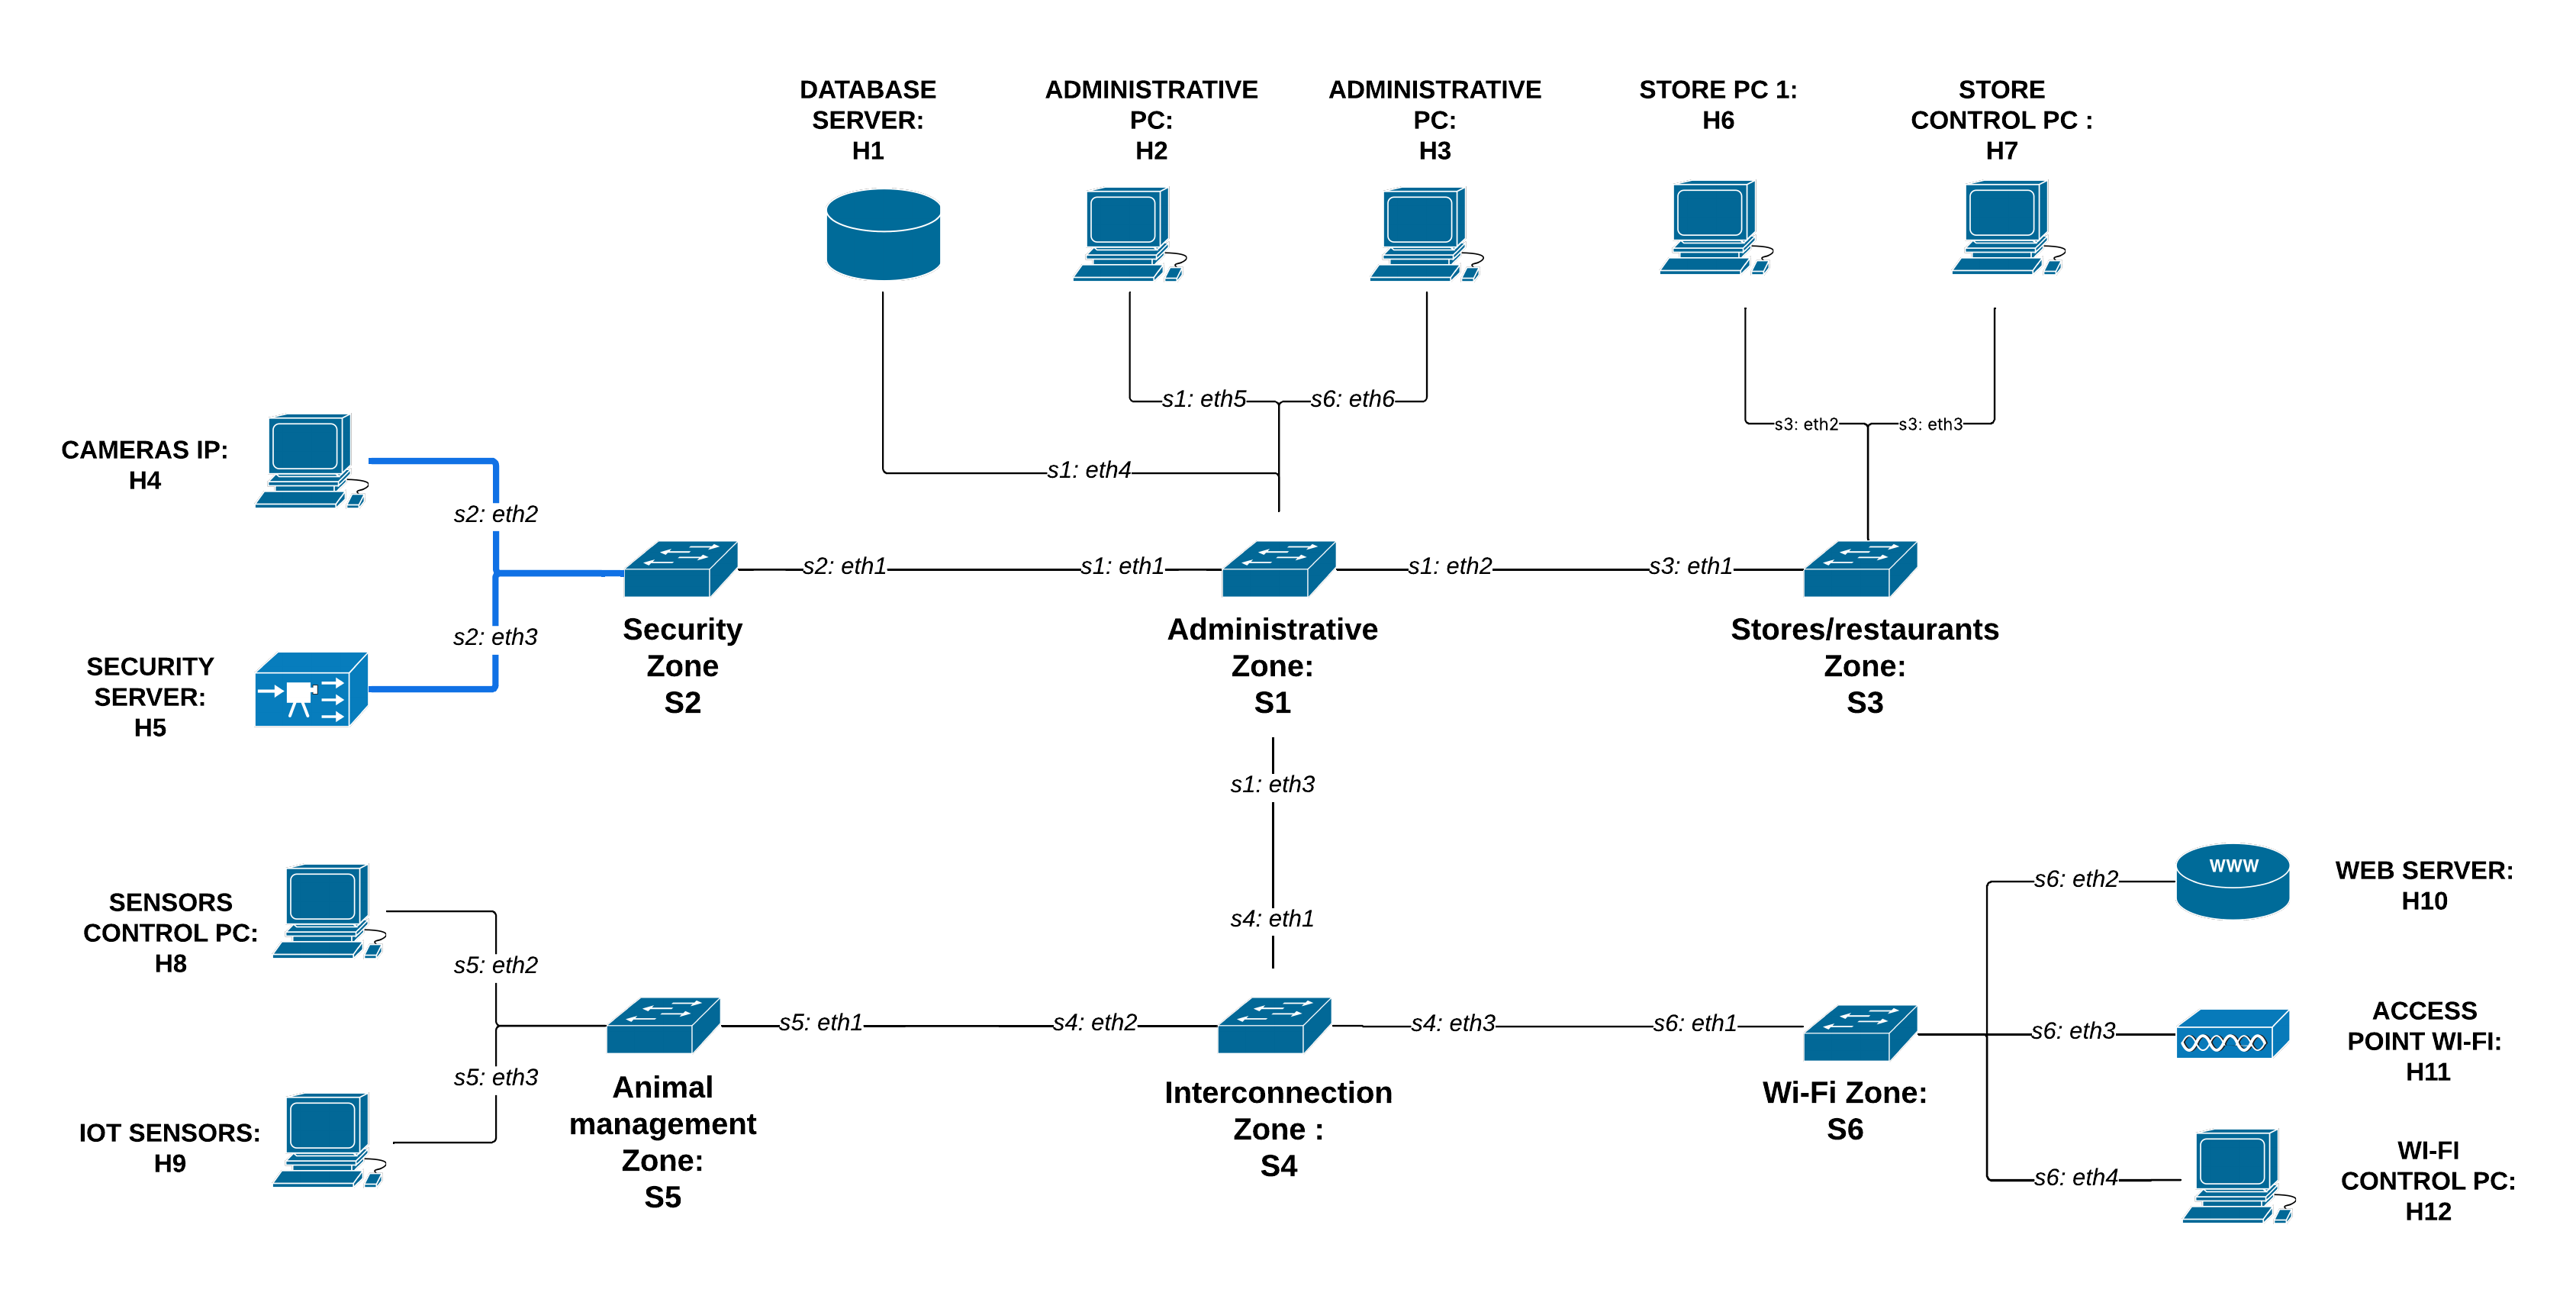 DATABASE
SERVER:
H1
ADMINISTRATIVE
PC:
H2
ADMINISTRATIVE
PC:
H3
STORE PC 1:
H6
STORE
CONTROL PC :
H7
s1: eth5
s6: eth6
s3: eth2
s3: eth3
s1: eth4
CAMERAS IP:
H4
s2: eth2
s2: eth3
SECURITY
SERVER:
H5
s2: eth1
s1: eth1
s1: eth2
s3: eth1
Security
Zone
S2
Administrative
Zone:
S1
Stores/restaurants
Zone:
S3
s1: eth3
s4: eth1
SENSORS
CONTROL PC:
H8
s5: eth2
s5: eth3
IOT SENSORS:
H9
s5: eth1
s4: eth2
s4: eth3
s6: eth1
Animal
management
Zone:
S5
Interconnection
Zone :
S4
Wi-Fi Zone:
S6
s6: eth2
WWW
WEB SERVER:
H10
s6: eth3
ACCESS
POINT WI-FI:
H11
s6: eth4
WI-FI
CONTROL PC:
H12